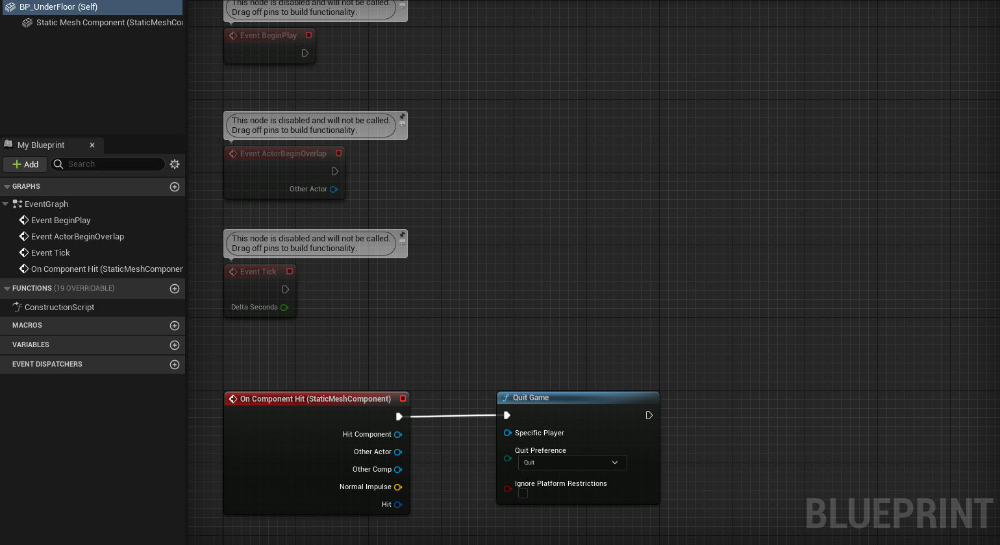 BP_UnderFloor (Self)
Static Mesh Component (StaticMeshCo
My Blueprint
Add
Search
GRAPHS
EventGraph
Event BeginPlay
Event ActorBeginOverlap
Event Tick
On Component Hit (StaticMeshComponen
FUNCTIONS (19 OVERRIDABLE)
ConstructionScript
MACROS
VARIABLES
EVENT DISPATCHERS
This node is disabled and will not be called.
Drag off pins to build functionality.
Event BeginPlay
This node is disabled and will not be called.
Drag off pins to build functionality.
Event ActorBeginOverlap
Other Actor
This node is disabled and will not be called.
Drag off pins to build functionality.
Event Tick
Delta Seconds
On Component Hit (StaticMeshComponent)
Hit Component
Other Actor
Other Comp
Normal Impulse
Hit
Quit Game
Specific Player
Quit Preference
Quit
Ignore Platform Restrictions
BLUEPRINT